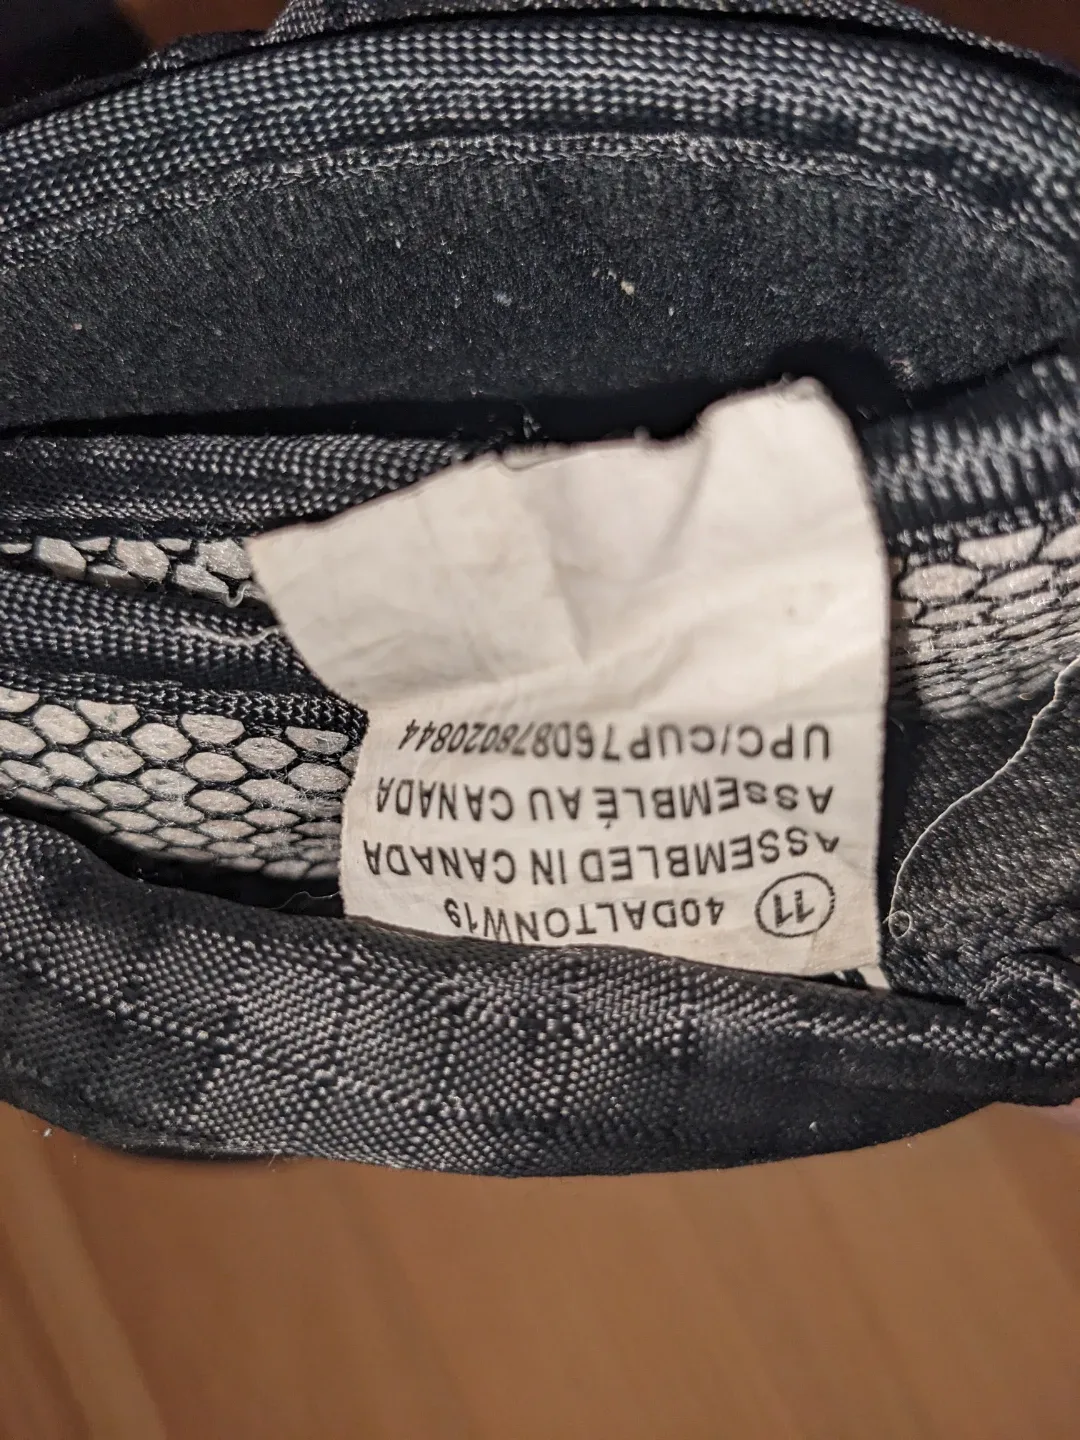 11 40DALTONW19
ASSEMBLED IN CANADA
ASSEMBLÉ AU CANADA
UPC/CUP760878020844